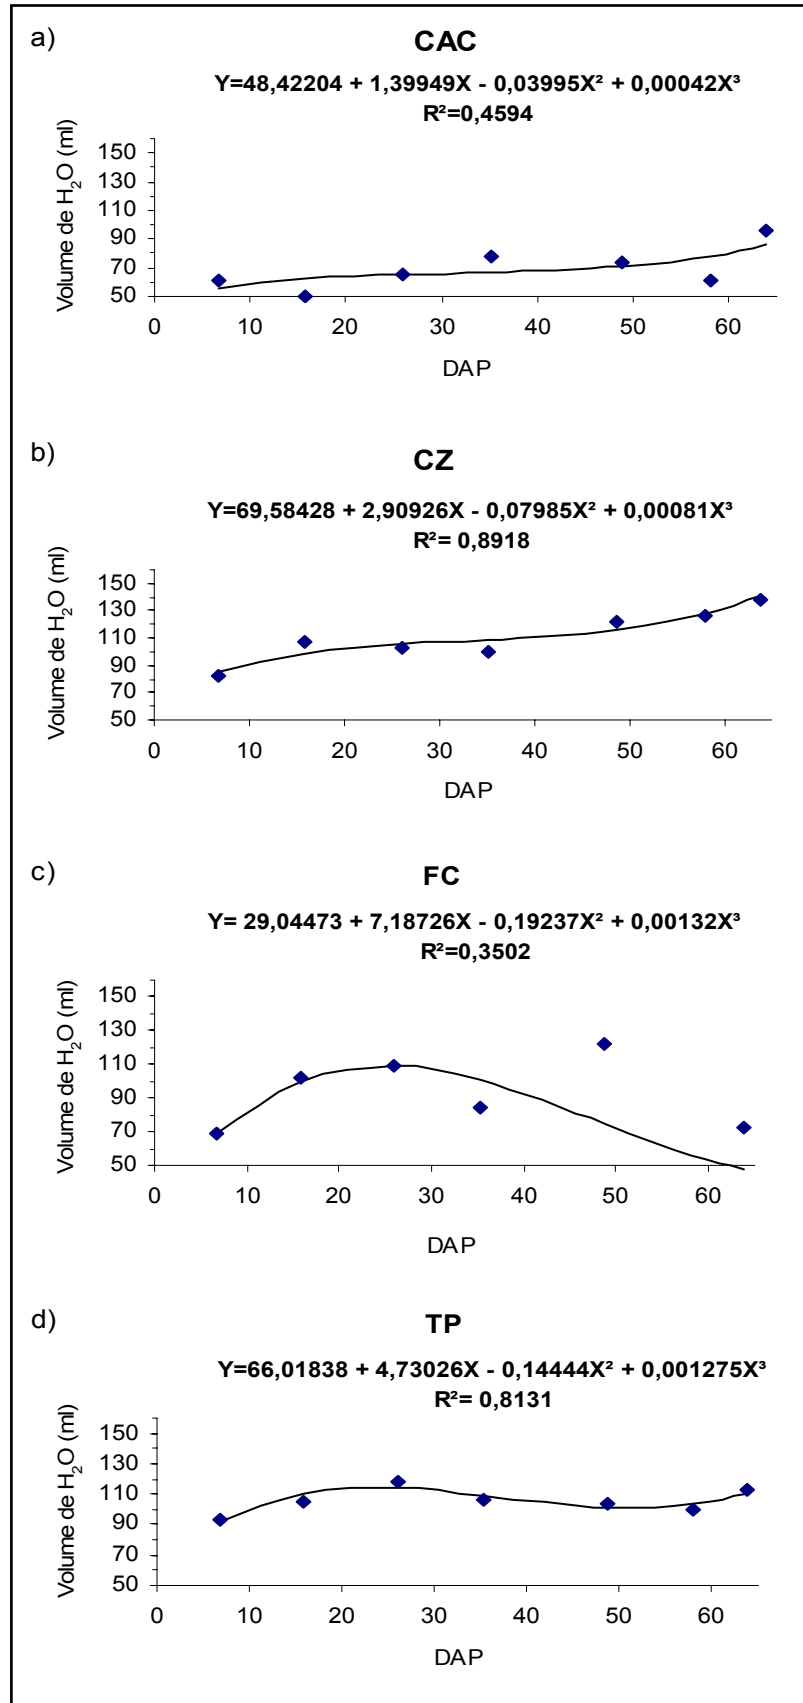 a)
CAC
Y=48,42204 + 1,39949X - 0,03995X² + 0,00042X³
R²=0,4594
Volume de H₂O (ml)
150
130
110
90
70
50
0 10 20 30 40 50 60
DAP
b)
CZ
Y=69,58428 + 2,90926X - 0,07985X² + 0,00081X³
R²= 0,8918
Volume de H₂O (ml)
150
130
110
90
70
50
0 10 20 30 40 50 60
DAP
c)
FC
Y= 29,04473 + 7,18726X - 0,19237X² + 0,00132X³
R²=0,3502
Volume de H₂O (ml)
150
130
110
90
70
50
0 10 20 30 40 50 60
DAP
d)
TP
Y=66,01838 + 4,73026X - 0,14444X² + 0,001275X³
R²= 0,8131
Volume de H₂O (ml)
150
130
110
90
70
50
0 10 20 30 40 50 60
DAP